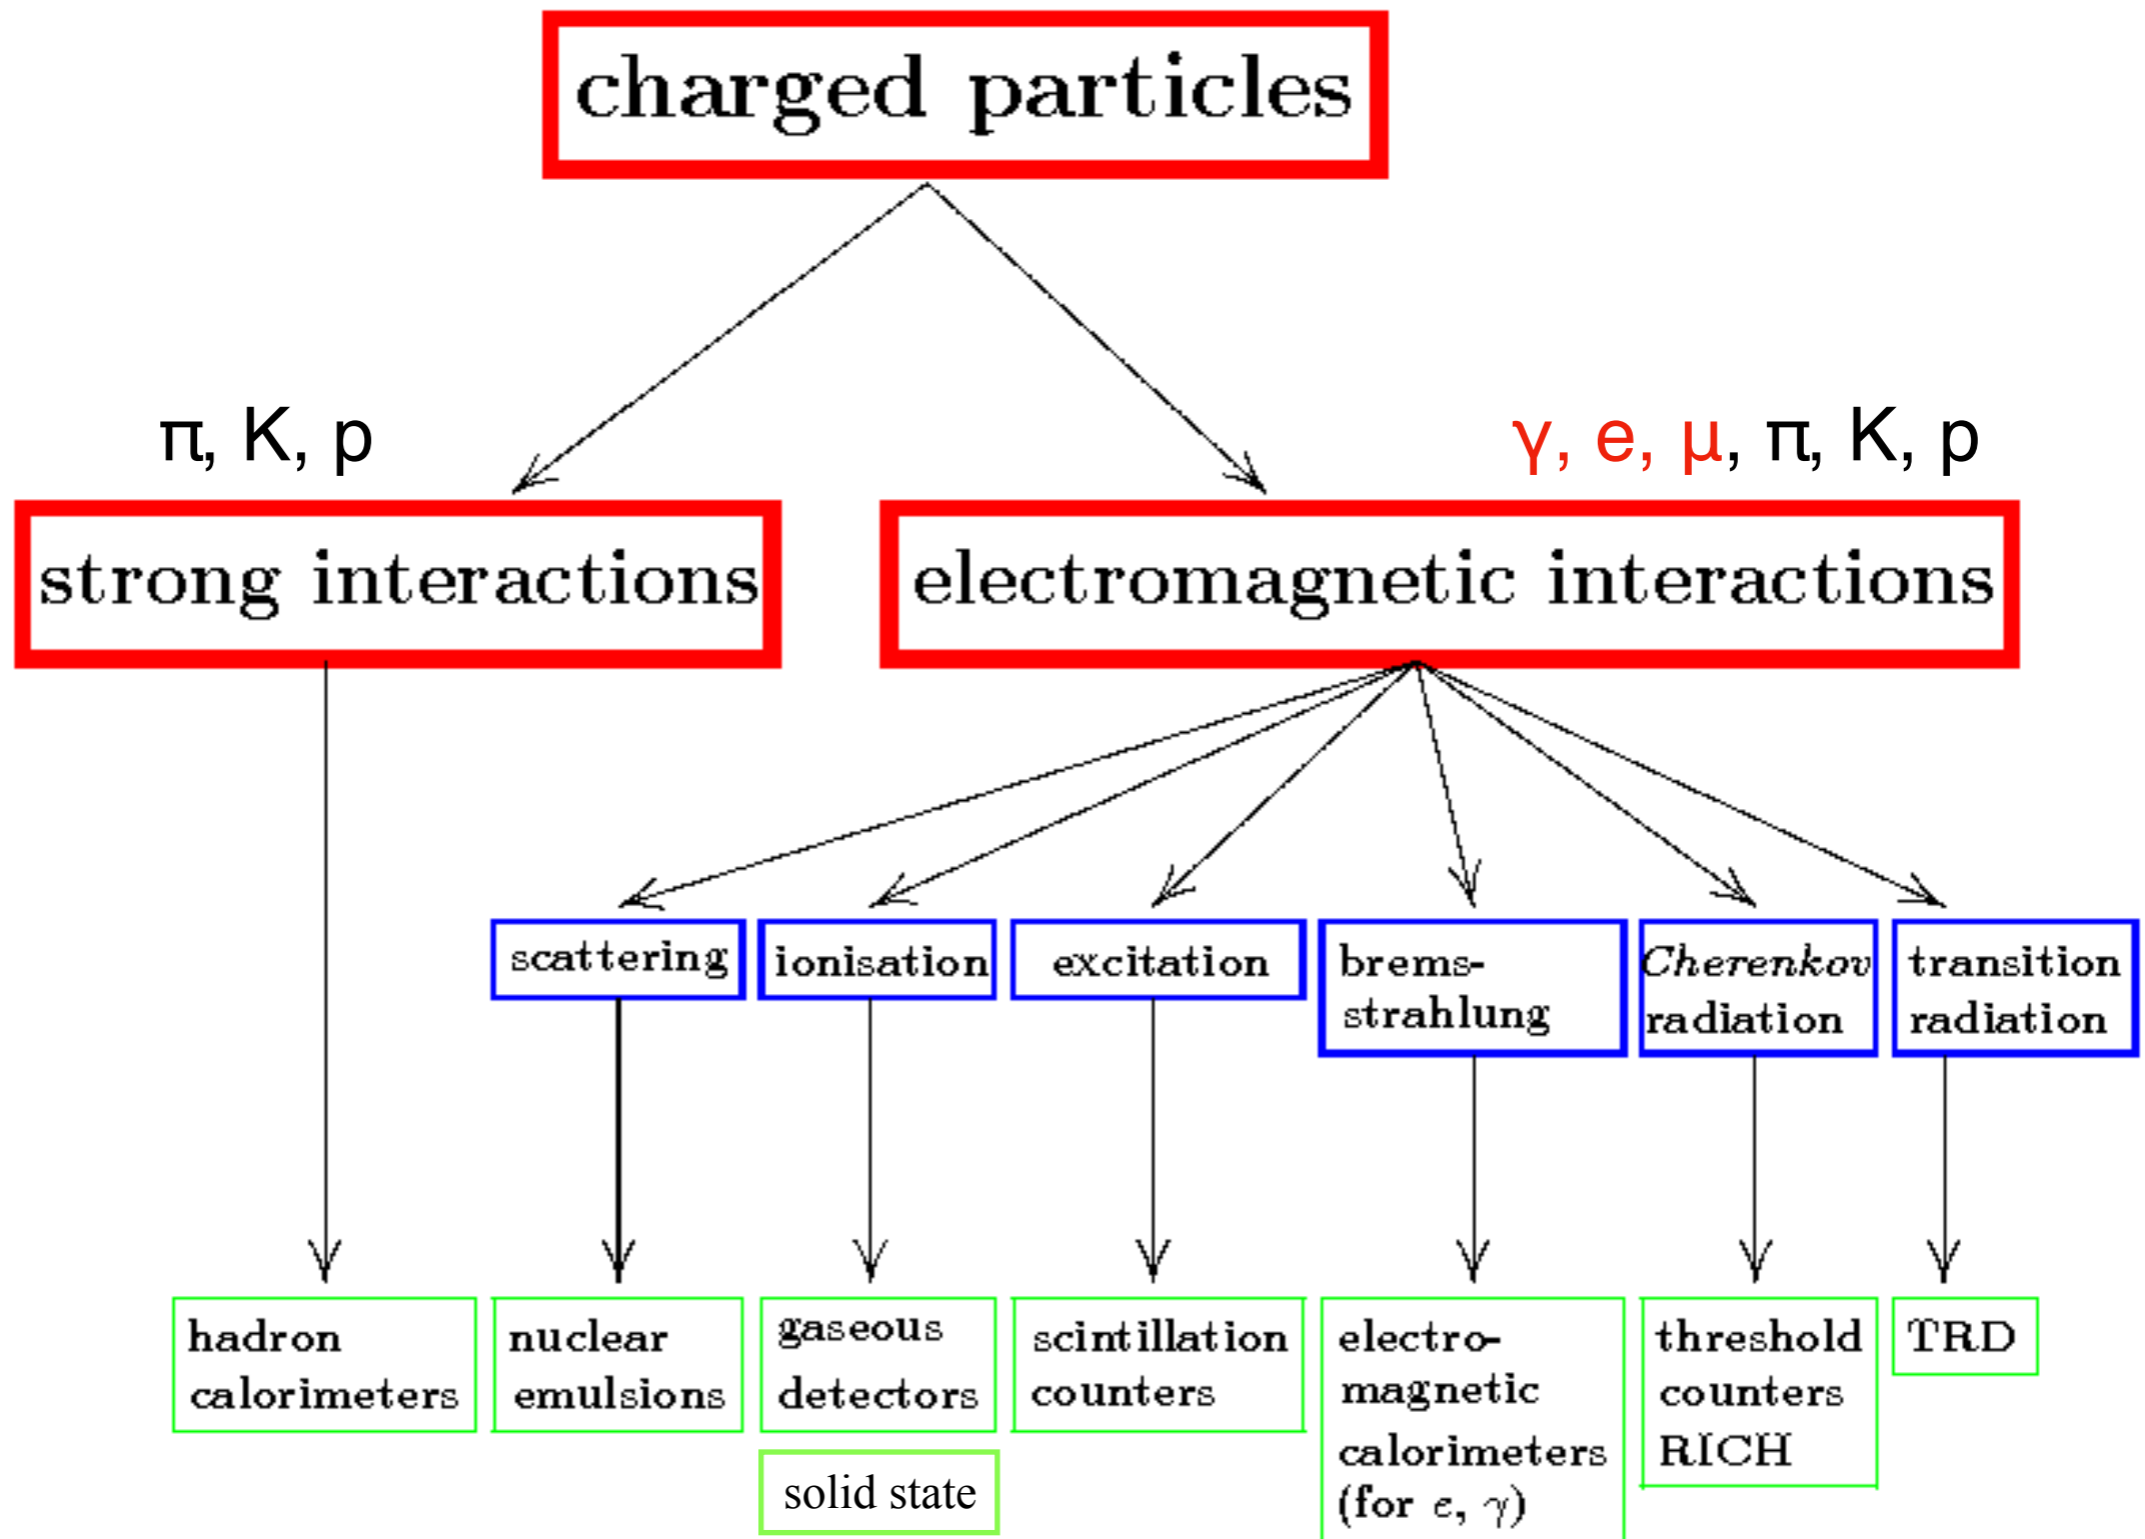 charged particles
π, K, p
γ, e, μ, π, K, p
strong interactions
electromagnetic interactions
scattering
ionisation
excitation
brems-
strahlung
Cherenkov
radiation
transition
radiation
hadron
calorimeters
nuclear
emulsions
gaseous
detectors
solid state
scintillation
counters
electro-
magnetic
calorimeters
(for e, γ)
threshold
counters
RICH
TRD